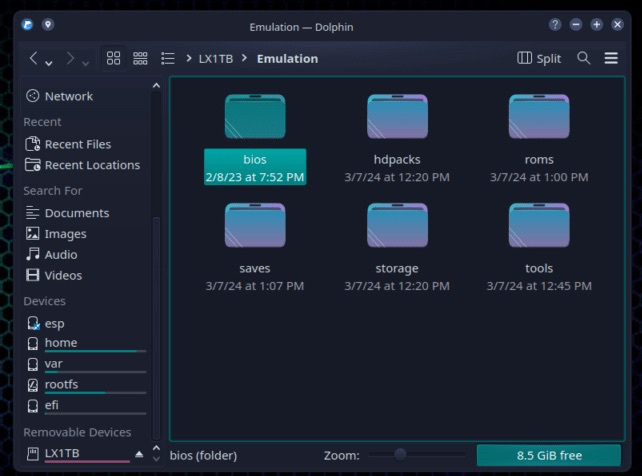 Emulation — Dolphin
LX1TB
Emulation
Split
Network
Recent
Recent Files
Recent Locations
Search For
Documents
Images
Audio
Videos
Devices
esp
home
var
rootfs
efi
Removable Devices
LX1TB
bios
2/8/23 at 7:52 PM
hdpacks
3/7/24 at 12:20 PM
roms
3/7/24 at 1:00 PM
saves
3/7/24 at 1:07 PM
storage
3/7/24 at 12:20 PM
tools
3/7/24 at 12:45 PM
bios (folder)
Zoom:
8.5 GiB free